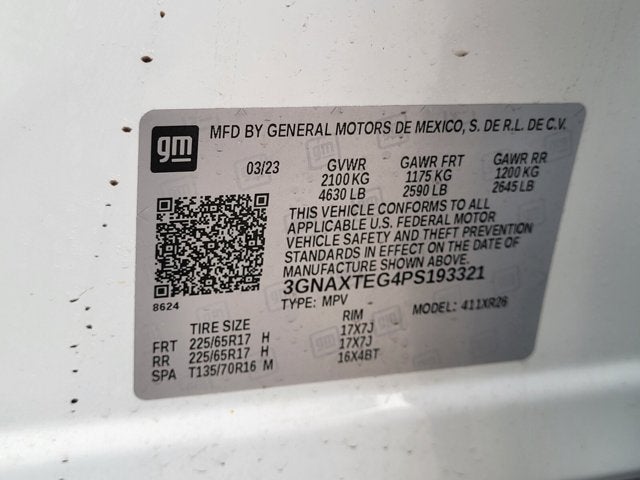 gm MFD BY GENERAL MOTORS DE MEXICO, S. DE R.L. DE C.V.
03/23 GVWR GAWR FRT GAWR RR
2100 KG 1175 KG 1200 KG
4630 LB 2590 LB 2645 LB
THIS VEHICLE CONFORMS TO ALL
APPLICABLE U.S. FEDERAL MOTOR
VEHICLE SAFETY AND THEFT PREVENTION
STANDARDS IN EFFECT ON THE DATE OF
MANUFACTURE SHOWN ABOVE.
3GNAXTEG4PS193321
8624
TYPE: MPV MODEL: 411XR26
TIRE SIZE RIM
FRT 225/65R17 H 17X7J
RR 225/65R17 H 17X7J
SPA T135/70R16 M 16X4BT